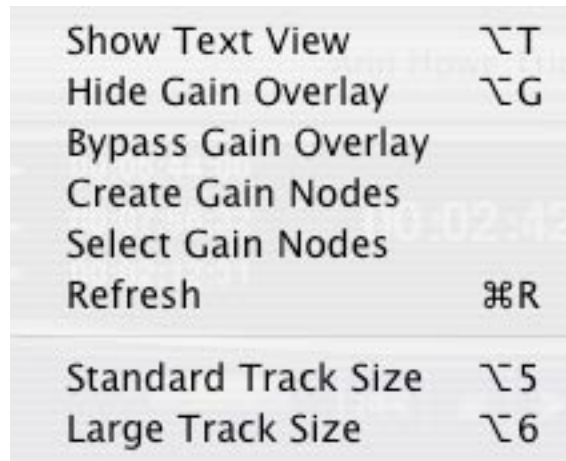 Show Text View ⌥T
Hide Gain Overlay ⌥G
Bypass Gain Overlay
Create Gain Nodes
Select Gain Nodes
Refresh ⌘R
Standard Track Size ⌥5
Large Track Size ⌥6